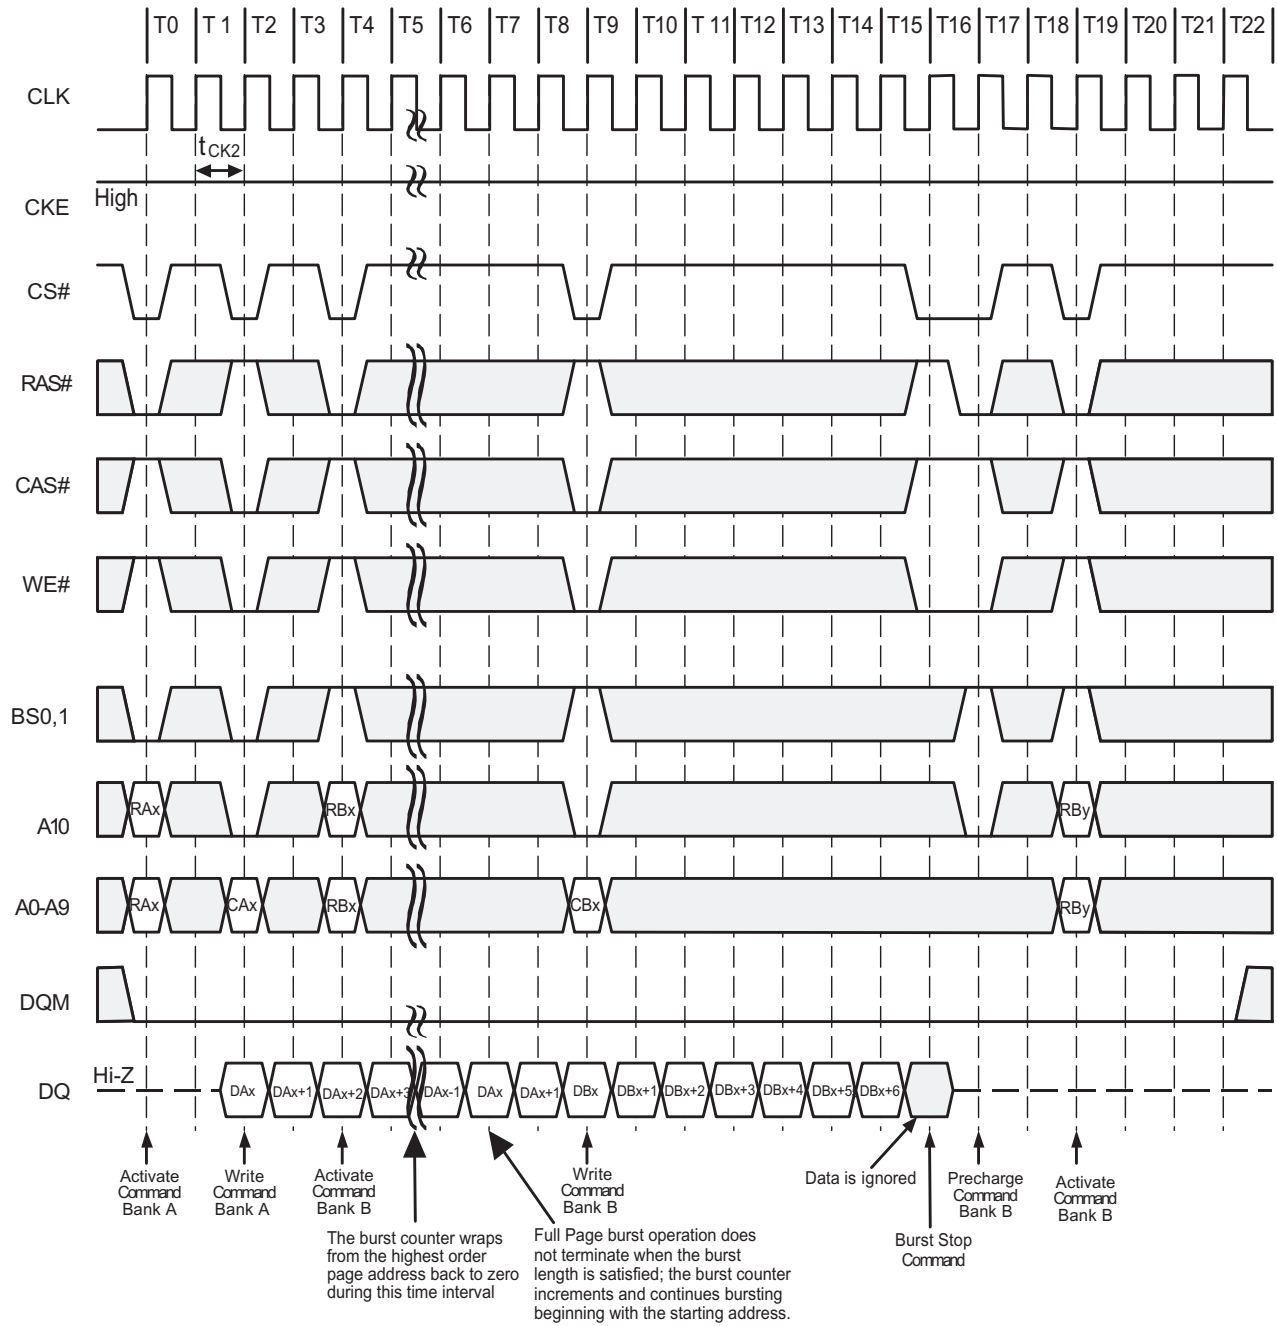 T0 T 1 T2 T3 T4 T5 T6 T7 T8 T9 T10 T 11 T12 T13 T14 T15 T16 T17 T18 T19 T20 T21 T22
CLK
tCK2
High
CKE
CS#
RAS#
CAS#
WE#
BS0,1
A10 RAx RBx RBy
A0-A9 RAx CAx RBx CBx RBy
DQM
Hi-Z
DQ DAx DAx+1 DAx+2 DAx+3 DAx-1 DAx DAx+1 DBx DBx+1 DBx+2 DBx+3 DBx+4 DBx+5 DBx+6
Activate
Command
Bank A
Write
Command
Bank A
Activate
Command
Bank B
The burst counter wraps
from the highest order
page address back to zero
during this time interval
Full Page burst operation does
not terminate when the burst
length is satisfied; the burst counter
increments and continues bursting
beginning with the starting address.
Write
Command
Bank B
Data is ignored
Burst Stop
Command
Precharge
Command
Bank B
Activate
Command
Bank B